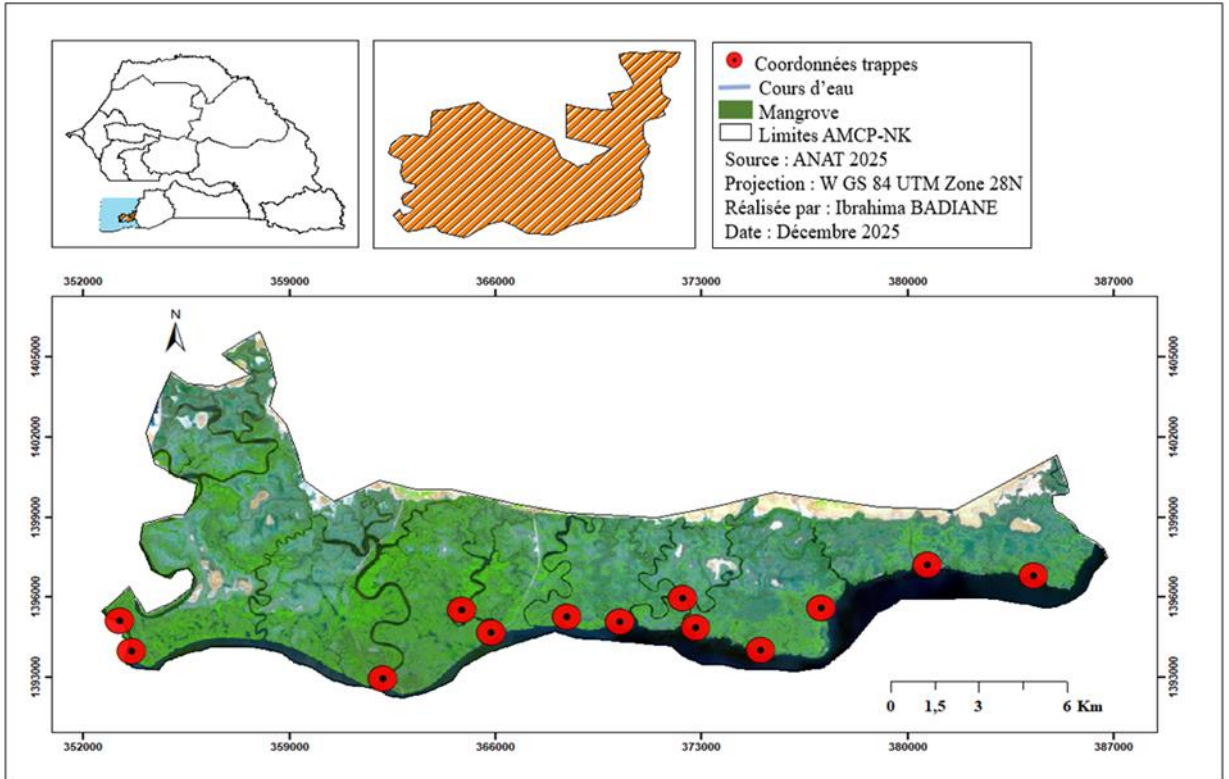 Coordonnées trappes
Cours d'eau
Mangrove
Limites AMCP-NK
Source : ANAT 2025
Projection : W GS 84 UTM Zone 28N
Réalisée par : Ibrahima BADIANE
Date : Décembre 2025
352000 359000 366000 373000 380000 387000
N
1405000 1405000
1402000 1402000
1399000 1399000
1396000 1396000
1393000 1393000
0 1,5 3 6 Km
352000 359000 366000 373000 380000 387000